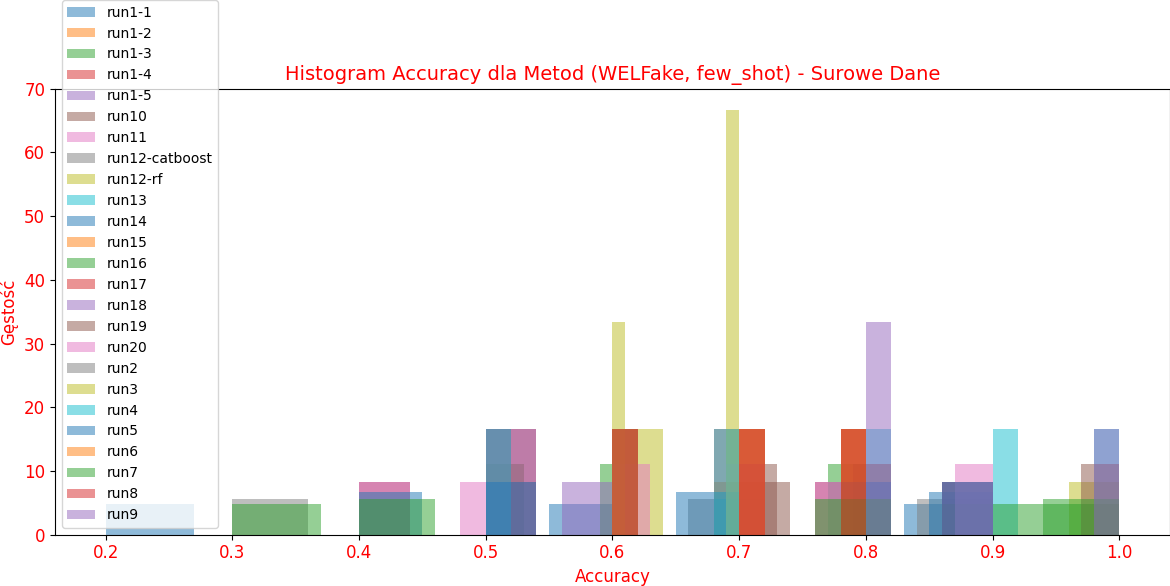 Histogram Accuracy dla Metod (WELFake, few_shot) - Surowe Dane
run1-1
run1-2
run1-3
run1-4
run1-5
run10
run11
run12-catboost
run12-rf
run13
run14
run15
run16
run17
run18
run19
run20
run2
run3
run4
run5
run6
run7
run8
run9
Gęstość
70
60
50
40
30
20
10
0
0.2 0.3 0.4 0.5 0.6 0.7 0.8 0.9 1.0
Accuracy